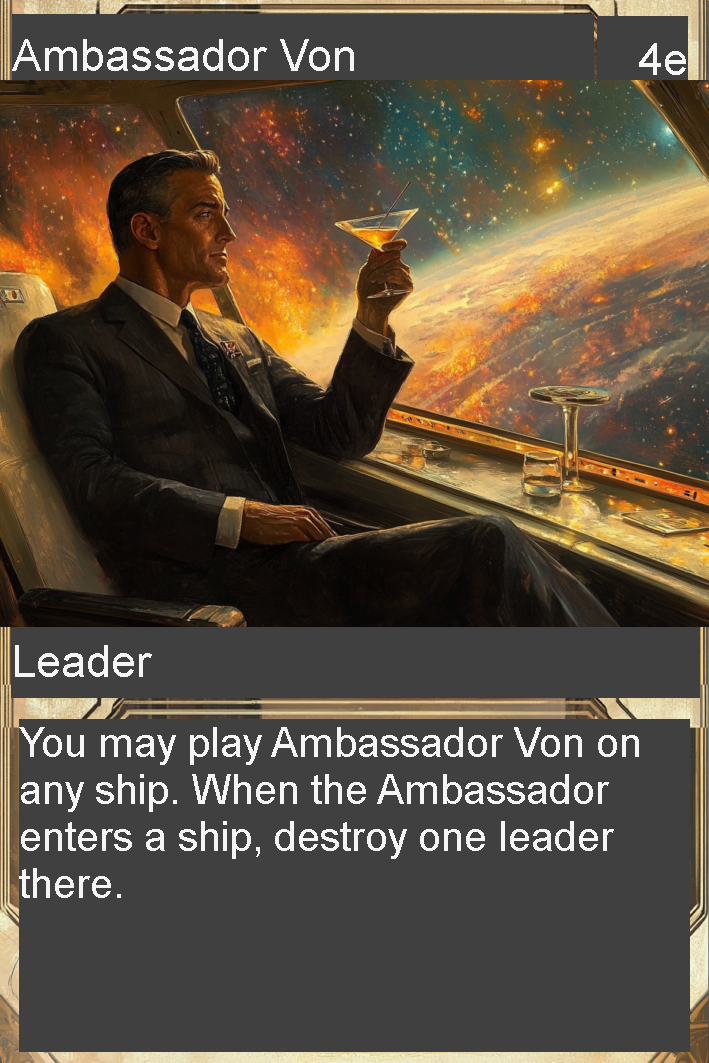 Ambassador Von
4e
Leader
You may play Ambassador Von on
any ship. When the Ambassador
enters a ship, destroy one leader
there.